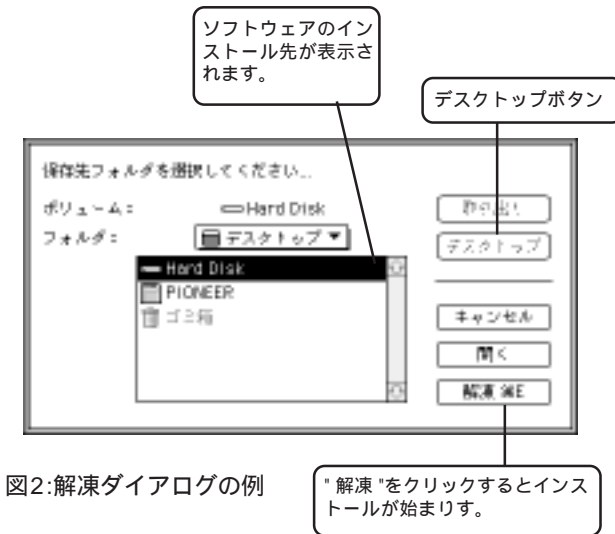 ソフトウェアのイン
ストール先が表示さ
れます。
デスクトップボタン
保存先フォルダを選択してください...
ボリューム: Hard Disk
フォルダ: デスクトップ
取り出し
デスクトップ
Hard Disk
PIONEER
ゴミ箱
キャンセル
開く
解凍 ⌘E
図2:解凍ダイアログの例
"解凍"をクリックするとインス
トールが始まりす。